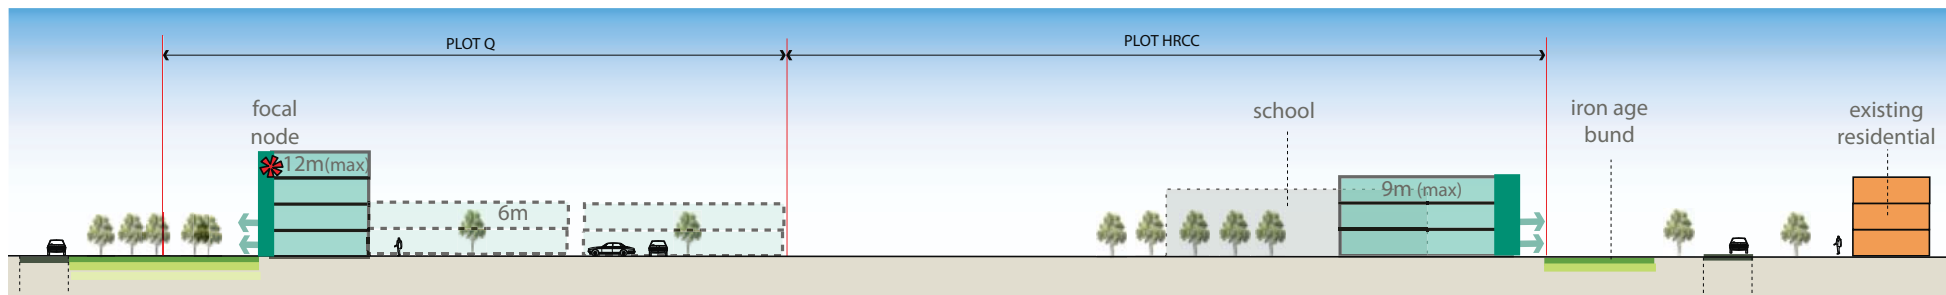 PLOT Q
PLOT HRCC
focal
node
12m(max)
6m
school
9m (max)
iron age
bund
existing
residential